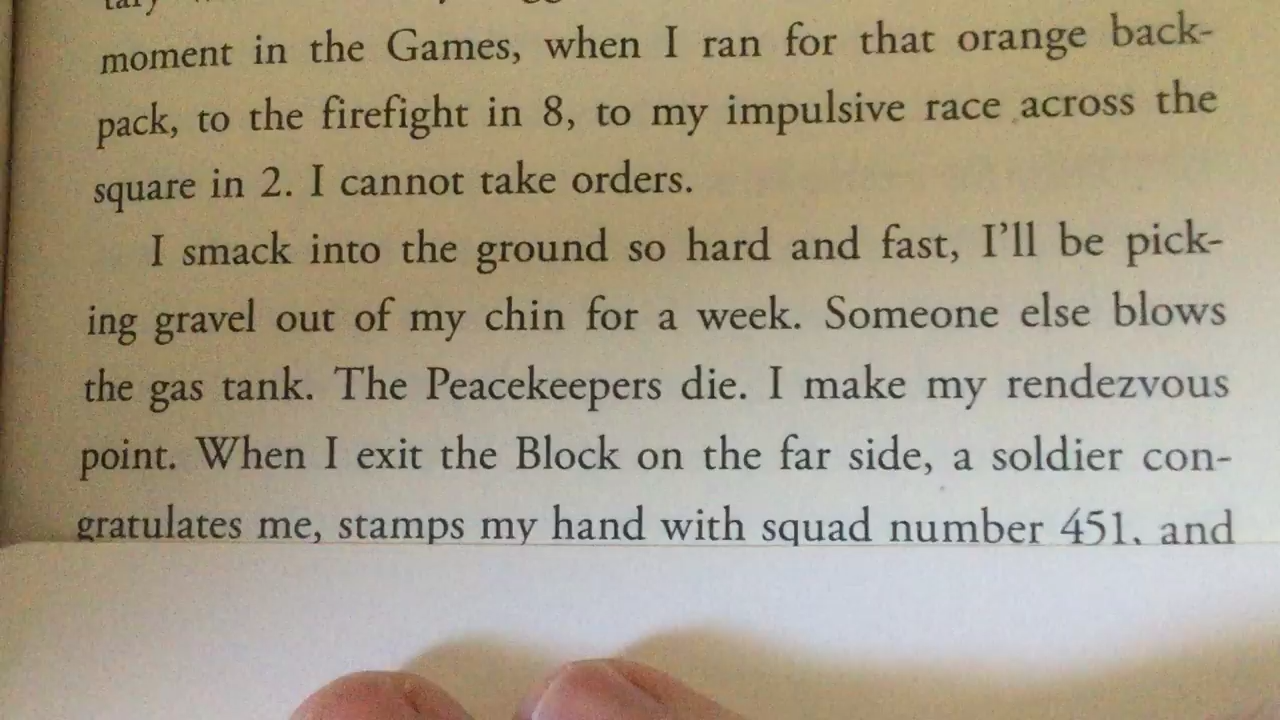 moment in the Games, when I ran for that orange back-
pack, to the firefight in 8, to my impulsive race across the
square in 2. I cannot take orders.
I smack into the ground so hard and fast, I'll be pick-
ing gravel out of my chin for a week. Someone else blows
the gas tank. The Peacekeepers die. I make my rendezvous
point. When I exit the Block on the far side, a soldier con-
gratulates me, stamps my hand with squad number 451, and